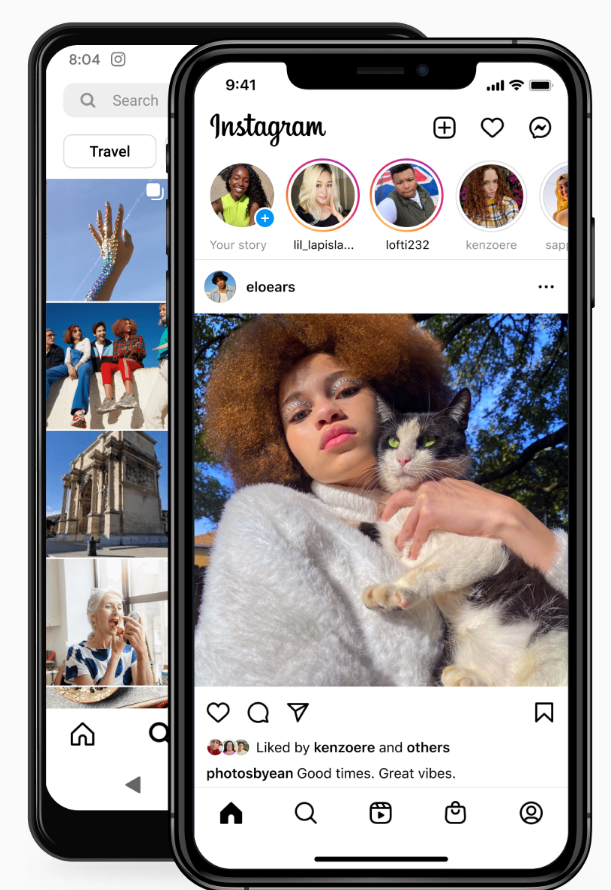 8:04
Search
Travel
9:41
Instagram
Your story
lil_lapisla...
lofti232
kenzoere
sapp
eloears
Liked by kenzoere and others
photosbyean Good times. Great vibes.